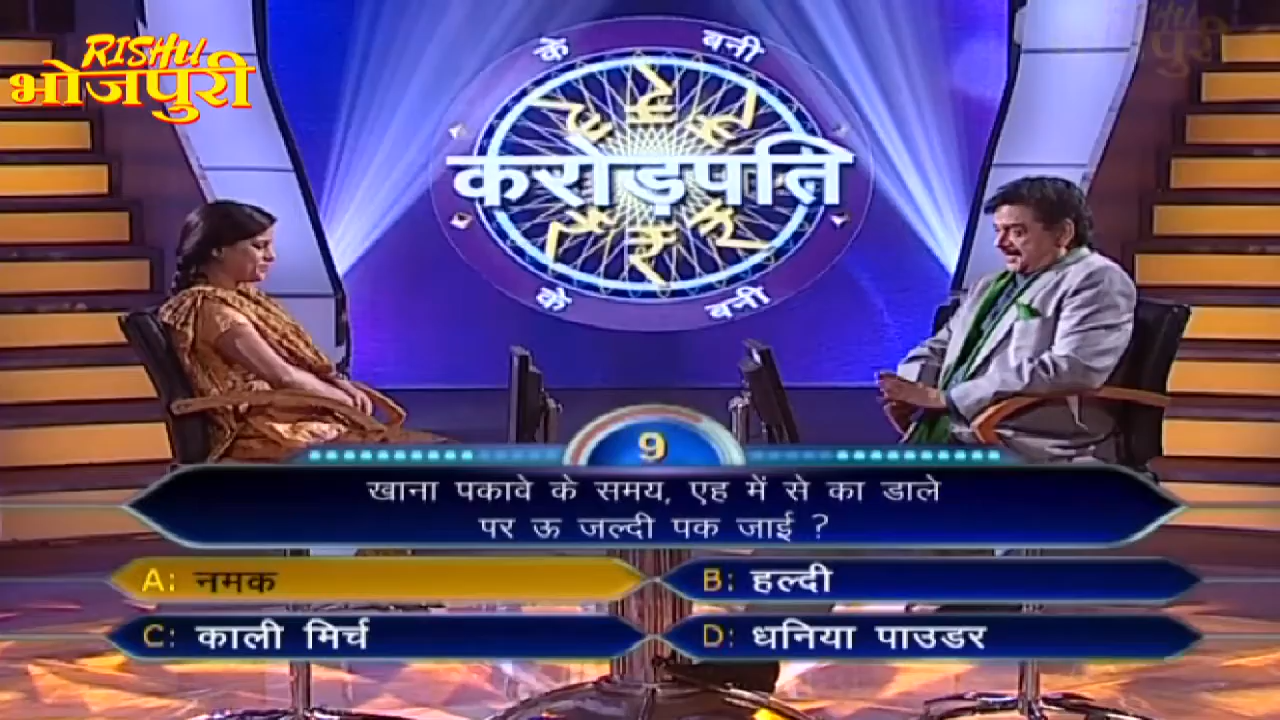 RISHU
भोजपुरी
के बनी
करोड़पति
के बनी
9
खाना पकावे के समय, एह में से का डाले
पर ऊ जल्दी पक जाई ?
A: नमक
B: हल्दी
C: काली मिर्च
D: धनिया पाउडर